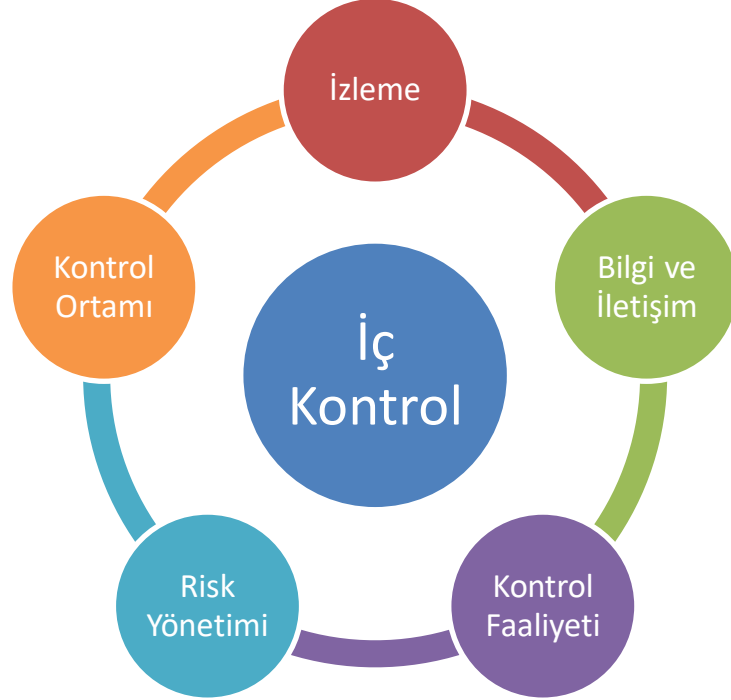 İzleme
Bilgi ve
İletişim
Kontrol
Faaliyeti
Risk
Yönetimi
Kontrol
Ortamı
İç
Kontrol